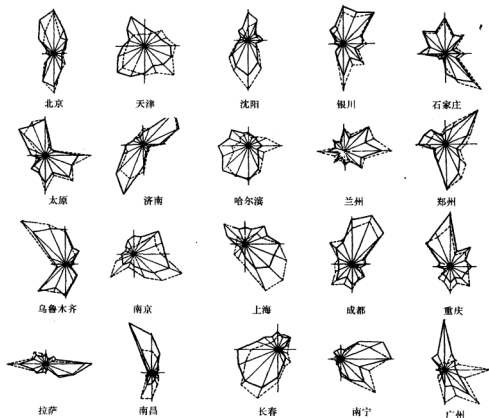 北京 天津 沈阳 银川 石家庄
太原 济南 哈尔滨 兰州 郑州
乌鲁木齐 南京 上海 成都 重庆
拉萨 南昌 长春 南宁 广州